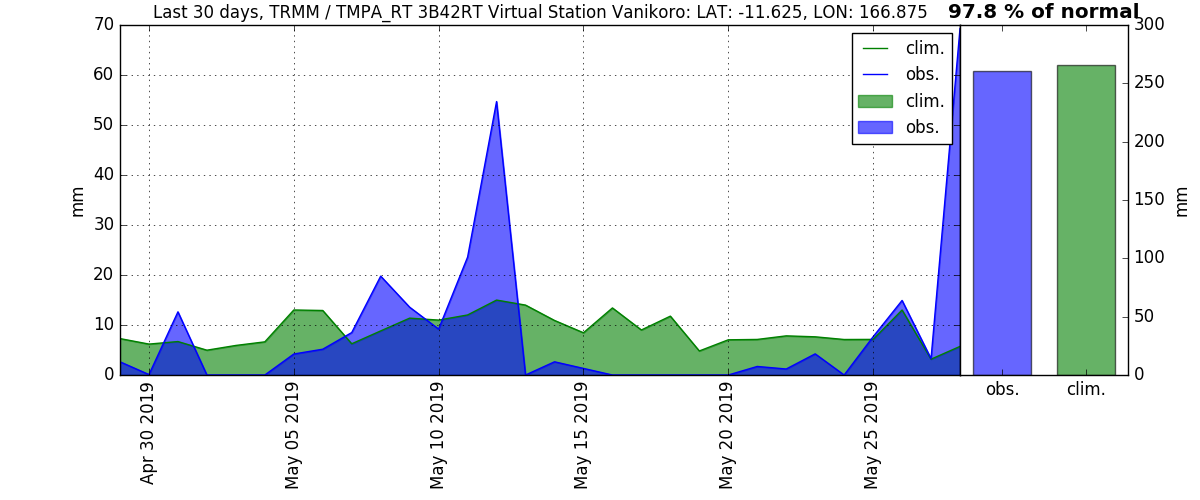 Last 30 days, TRMM / TMPA_RT 3B42RT Virtual Station Vanikoro: LAT: -11.625, LON: 166.875
97.8 % of normal
clim.
obs.
clim.
obs.
70
60
50
40
30
20
10
0
mm
Apr 30 2019
May 05 2019
May 10 2019
May 15 2019
May 20 2019
May 25 2019
obs.
clim.
300
250
200
150
100
50
0
mm